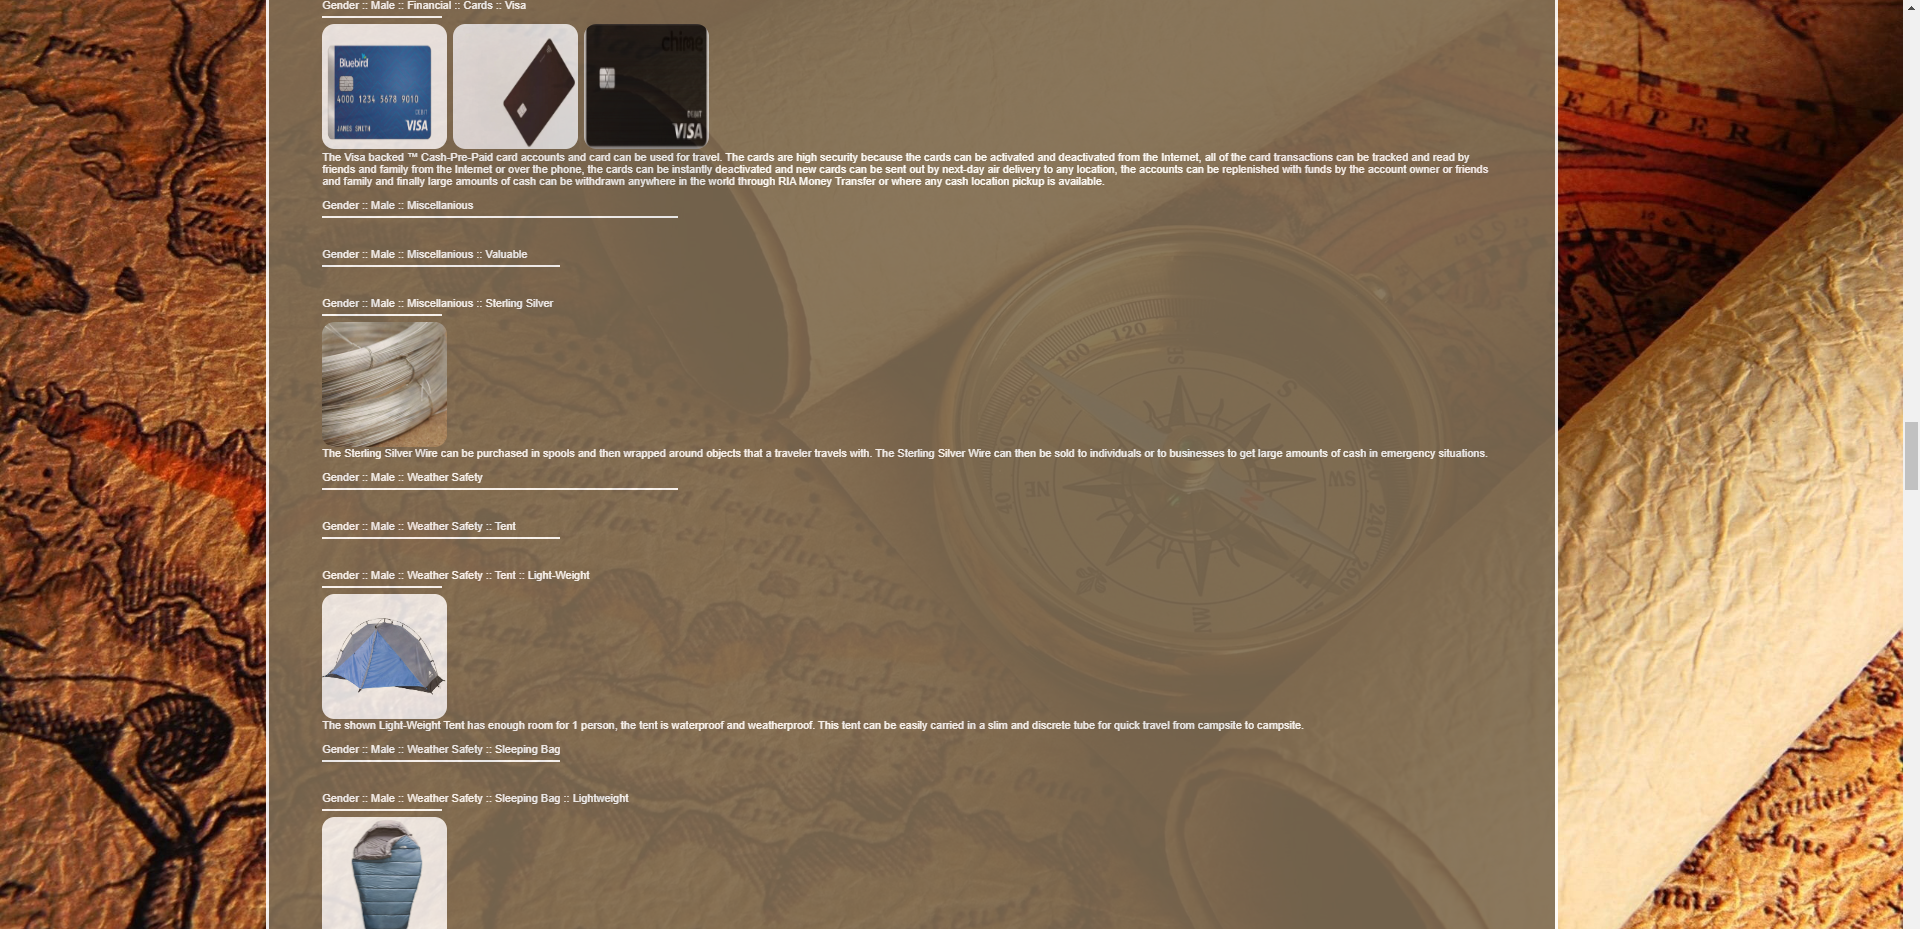 Gender :: Male :: Financial :: Cards :: Visa
Bluebird
4000 1234 5678 9010
DEBIT
JAMES SMITH
VISA
chime
DEBIT
VISA
The Visa backed ™ Cash-Pre-Paid card accounts and card can be used for travel. The cards are high security because the cards can be activated and deactivated from the Internet, all of the card transactions can be tracked and read by
friends and family from the Internet or over the phone, the cards can be instantly deactivated and new cards can be sent out by next-day air delivery to any location, the accounts can be replenished with funds by the account owner or friends
and family and finally large amounts of cash can be withdrawn anywhere in the world through RIA Money Transfer or where any cash location pickup is available.
Gender :: Male :: Miscellanious
Gender :: Male :: Miscellanious :: Valuable
Gender :: Male :: Miscellanious :: Sterling Silver
The Sterling Silver Wire can be purchased in spools and then wrapped around objects that a traveler travels with. The Sterling Silver Wire can then be sold to individuals or to businesses to get large amounts of cash in emergency situations.
Gender :: Male :: Weather Safety
Gender :: Male :: Weather Safety :: Tent
Gender :: Male :: Weather Safety :: Tent :: Light-Weight
The shown Light-Weight Tent has enough room for 1 person, the tent is waterproof and weatherproof. This tent can be easily carried in a slim and discrete tube for quick travel from campsite to campsite.
Gender :: Male :: Weather Safety :: Sleeping Bag
Gender :: Male :: Weather Safety :: Sleeping Bag :: Lightweight
TEMPER
120
100
80
40
NE
SW
NW
240
260
S